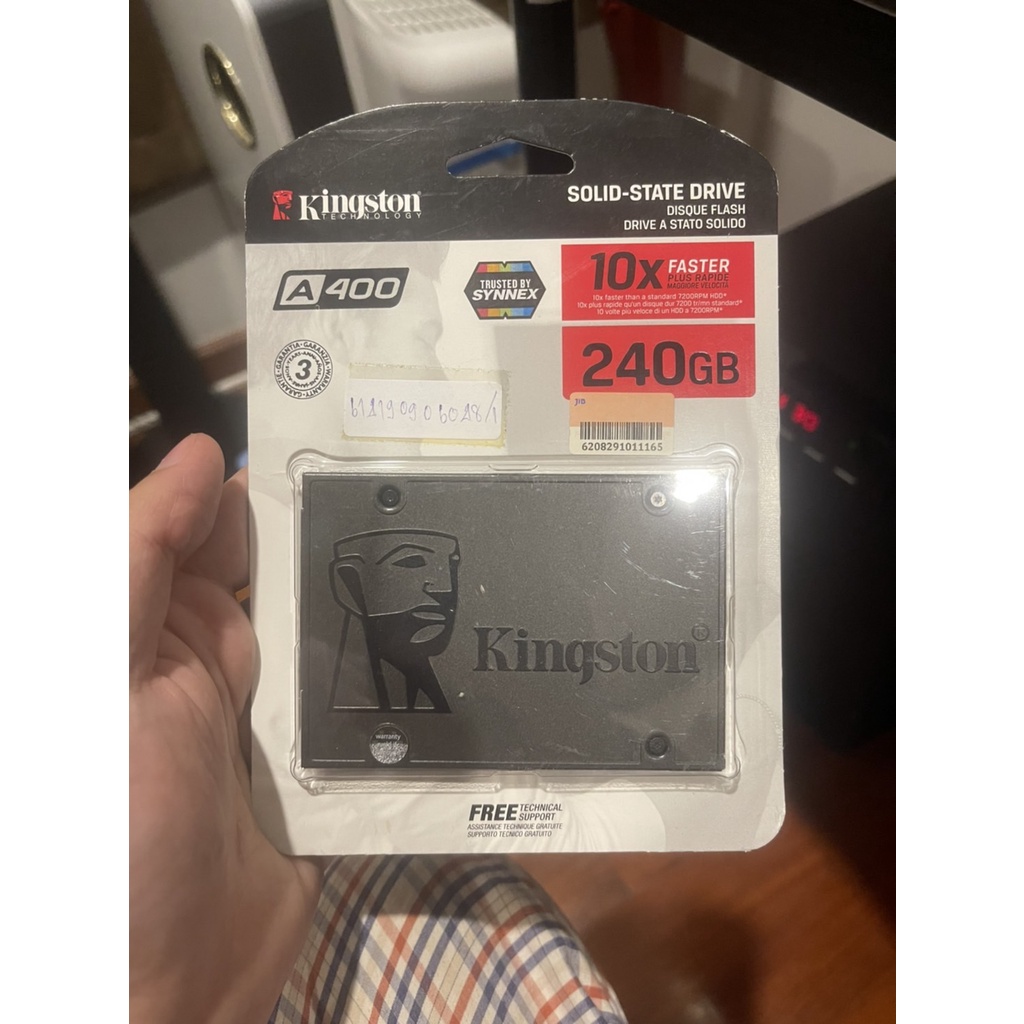 Kingston
TECHNOLOGY
SOLID-STATE DRIVE
DISQUE FLASH
DRIVE A STATO SOLIDO
A400
TRUSTED BY
SYNNEX
10x FASTER
PLUS RAPIDE
MAGGIORE VELOCITÀ
10x faster than a standard 7200RPM HDD*
10x plus rapide qu'un disque dur 7200 tr/mn standard*
10 volte più veloce di un HDD a 7200RPM*
240GB
3
JIB
6208291011165
Kingston
warranty
FREE TECHNICAL
SUPPORT
ASSISTANCE TECHNIQUE GRATUITE
SUPPORTO TECNICO GRATUITO